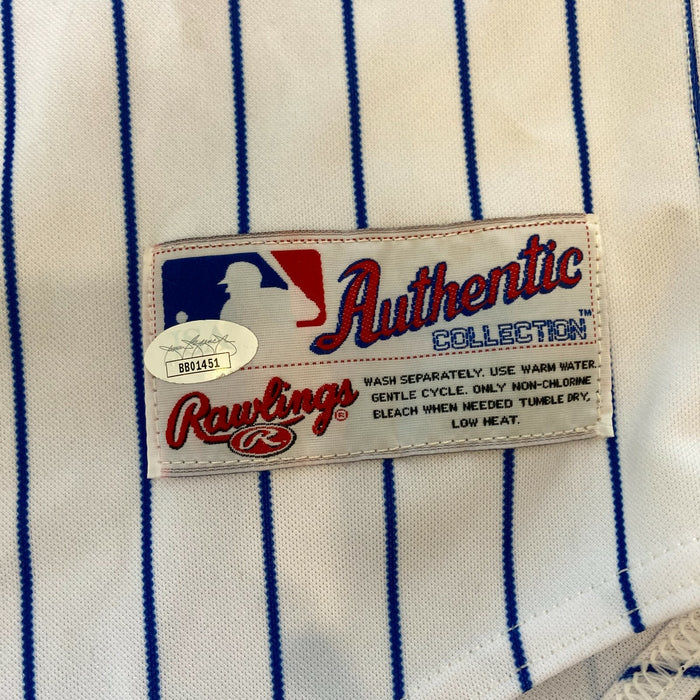 Authentic
COLLECTION™
BB01451
Rawlings®
R
WASH SEPARATELY. USE WARM WATER.
GENTLE CYCLE. ONLY NON-CHLORINE
BLEACH WHEN NEEDED TUMBLE DRY,
LOW HEAT.